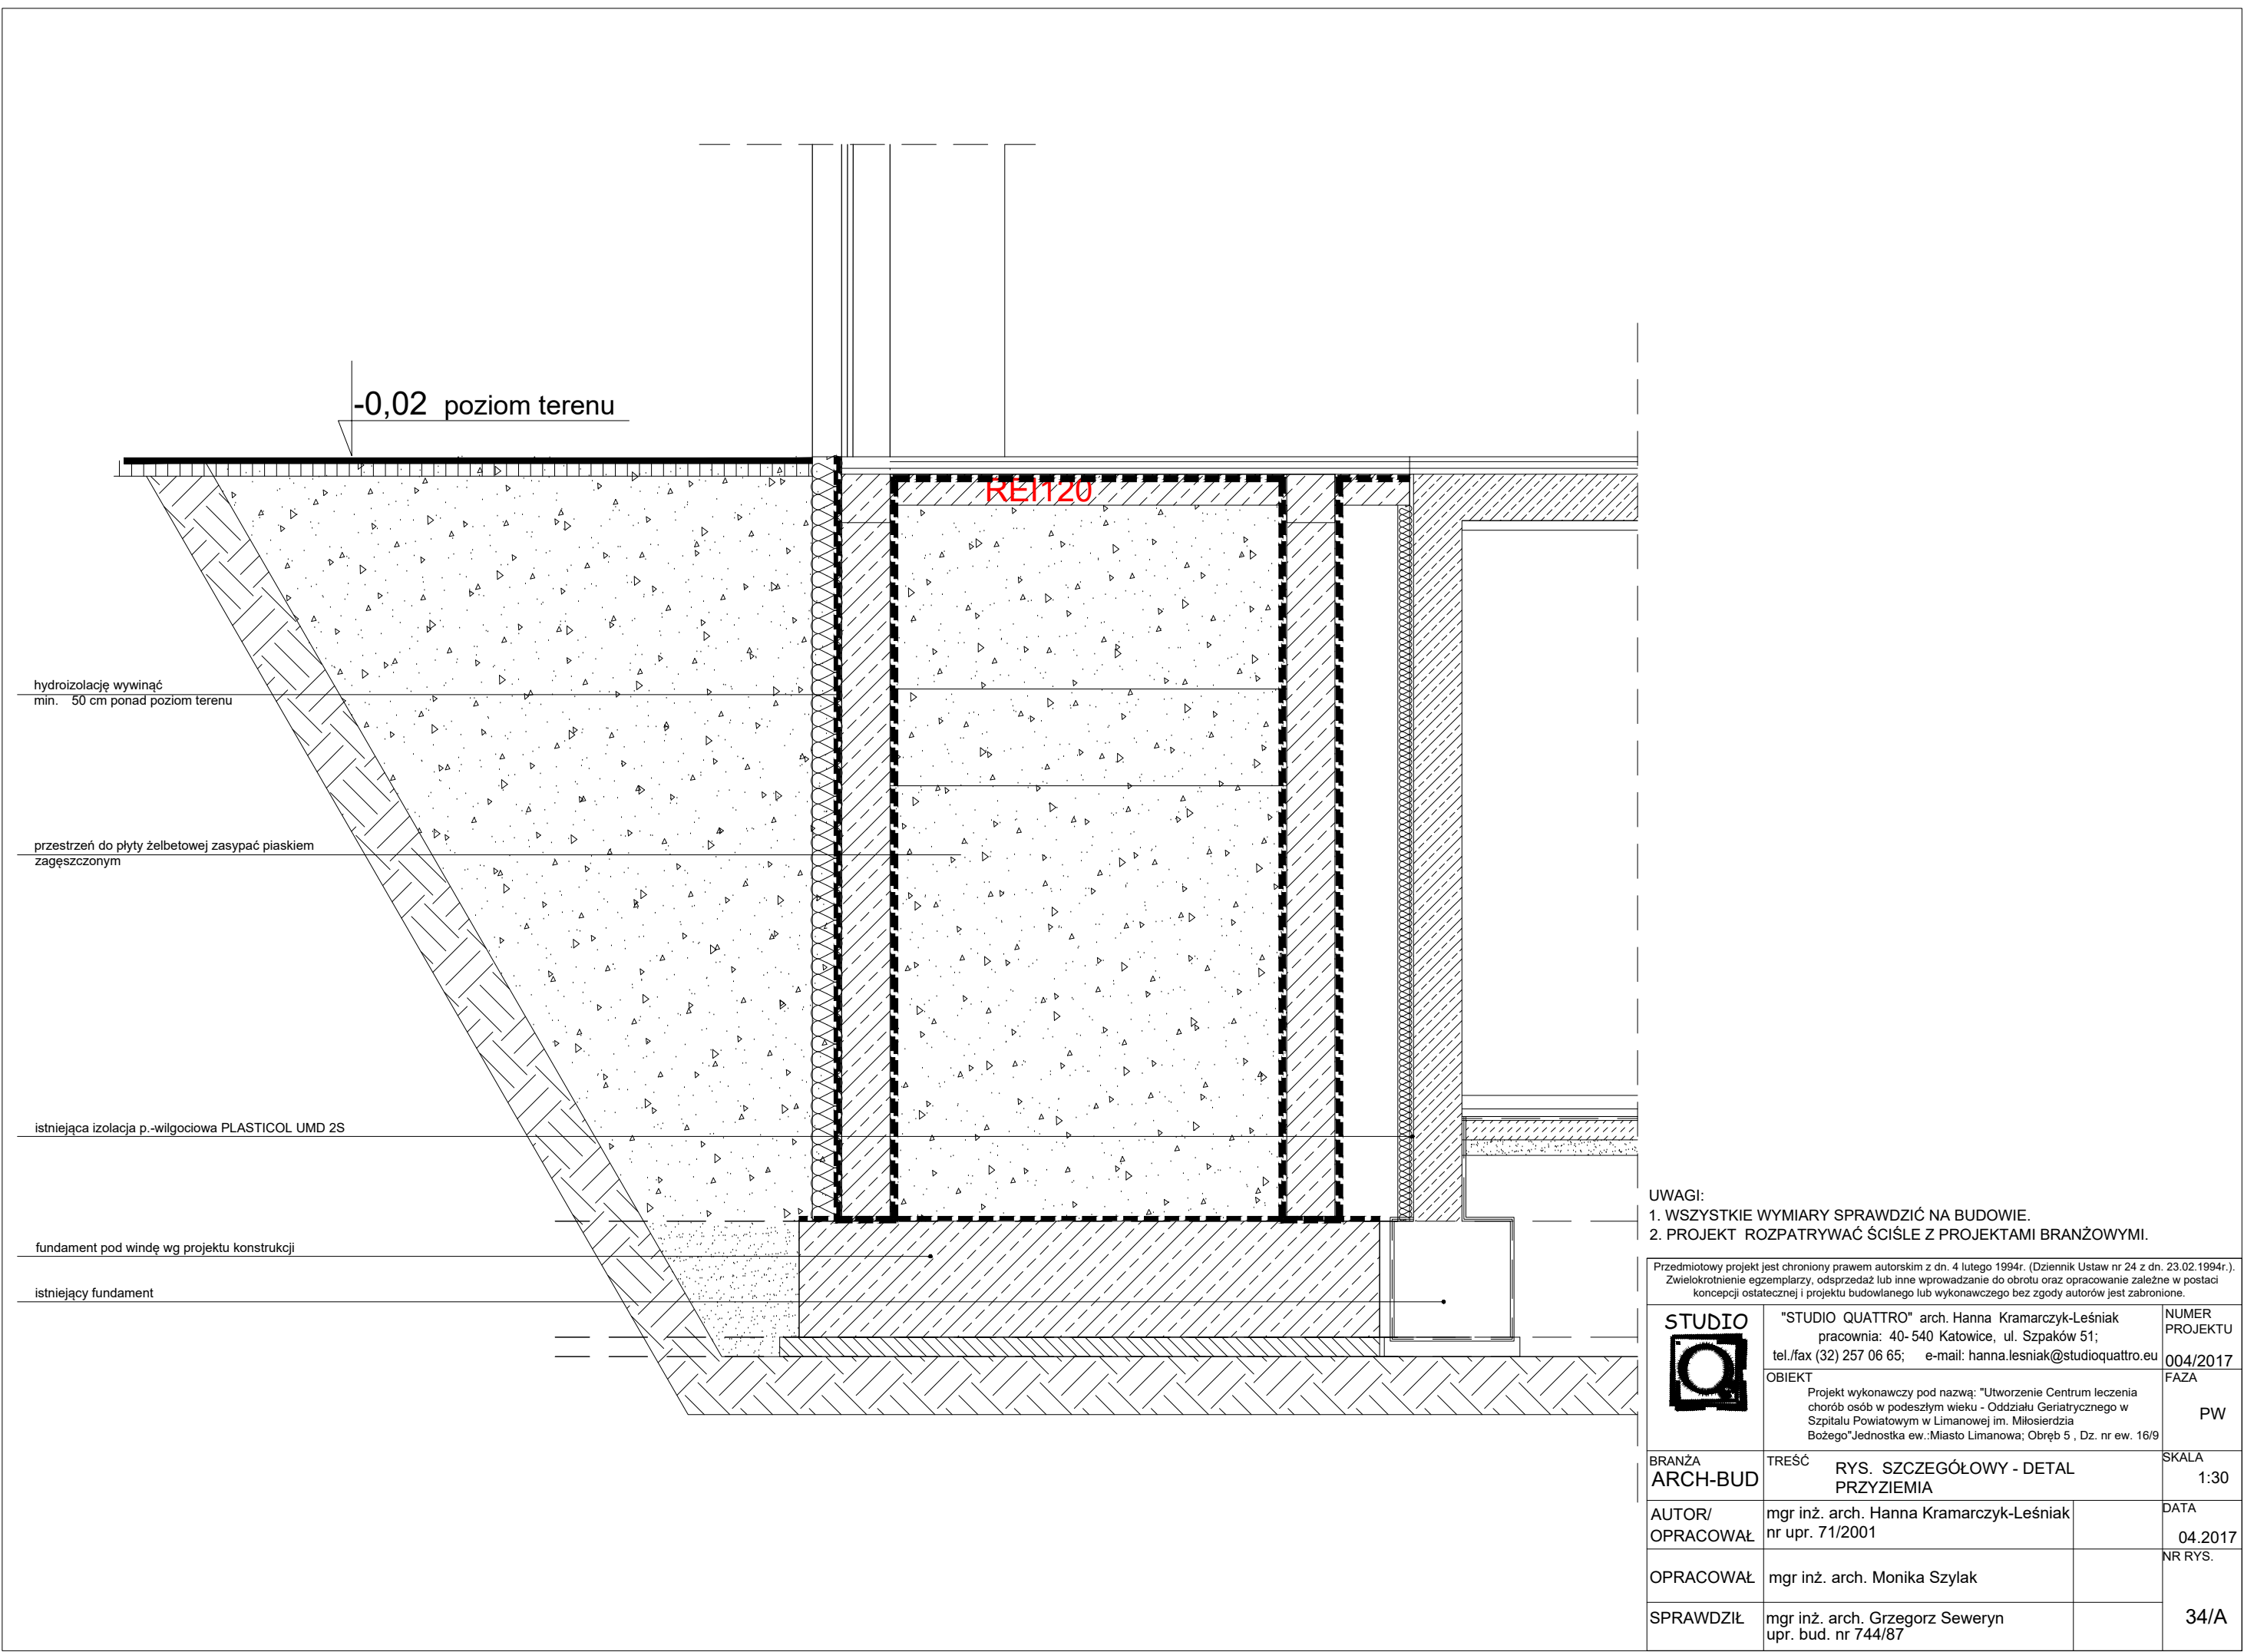 -0,02 poziom terenu
REI120
hydroizolację wywinąć
min. 50 cm ponad poziom terenu
przestrzeń do płyty żelbetowej zasypać piaskiem
zagęszczonym
istniejąca izolacja p.-wilgociowa PLASTICOL UMD 2S
fundament pod windę wg projektu konstrukcji
istniejący fundament
UWAGI:
1. WSZYSTKIE WYMIARY SPRAWDZIĆ NA BUDOWIE.
2. PROJEKT ROZPATRYWAĆ ŚCIŚLE Z PROJEKTAMI BRANŻOWYMI.
Przedmiotowy projekt jest chroniony prawem autorskim z dn. 4 lutego 1994r. (Dziennik Ustaw nr 24 z dn. 23.02.1994r.).
Zwielokrotnienie egzemplarzy, odsprzedaż lub inne wprowadzanie do obrotu oraz opracowanie zależne w postaci
koncepcji ostatecznej i projektu budowlanego lub wykonawczego bez zgody autorów jest zabronione.
STUDIO
Q
"STUDIO QUATTRO" arch. Hanna Kramarczyk-Leśniak
pracownia: 40- 540 Katowice, ul. Szpaków 51;
tel./fax (32) 257 06 65; e-mail: hanna.lesniak@studioquattro.eu
NUMER
PROJEKTU
004/2017
OBIEKT
Projekt wykonawczy pod nazwą: "Utworzenie Centrum leczenia
chorób osób w podeszłym wieku - Oddziału Geriatrycznego w
Szpitalu Powiatowym w Limanowej im. Miłosierdzia
Bożego"Jednostka ew.:Miasto Limanowa; Obręb 5 , Dz. nr ew. 16/9
FAZA
PW
BRANŻA
ARCH-BUD
TREŚĆ
RYS. SZCZEGÓŁOWY - DETAL
PRZYZIEMIA
SKALA
1:30
AUTOR/
OPRACOWAŁ
mgr inż. arch. Hanna Kramarczyk-Leśniak
nr upr. 71/2001
DATA
04.2017
OPRACOWAŁ
mgr inż. arch. Monika Szylak
NR RYS.
34/A
SPRAWDZIŁ
mgr inż. arch. Grzegorz Seweryn
upr. bud. nr 744/87